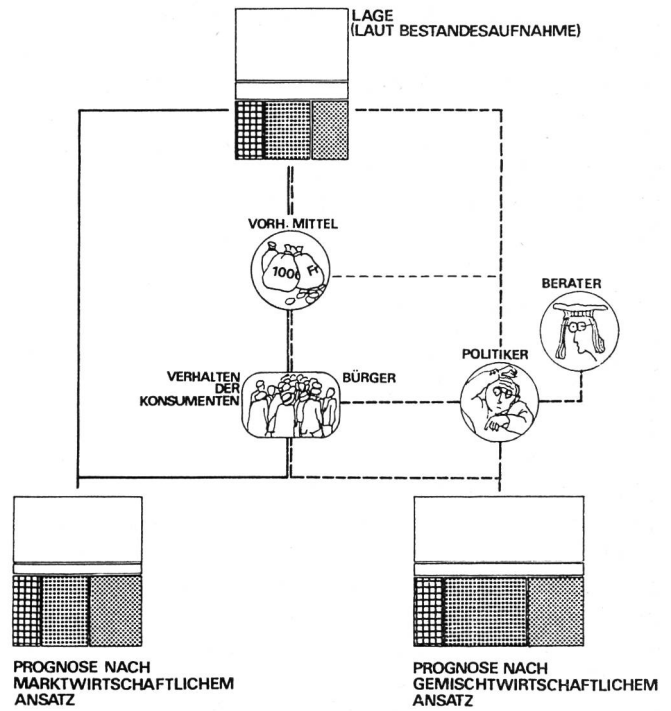 LAGE
(LAUT BESTANDESAUFNAHME)
VORH. MITTEL
100 Fr
BERATER
POLITIKER
VERHALTEN
DER
KONSUMENTEN
BÜRGER
PROGNOSE NACH
MARKTWIRTSCHAFTLICHEM
ANSATZ
PROGNOSE NACH
GEMISCHTWIRTSCHAFTLICHEM
ANSATZ